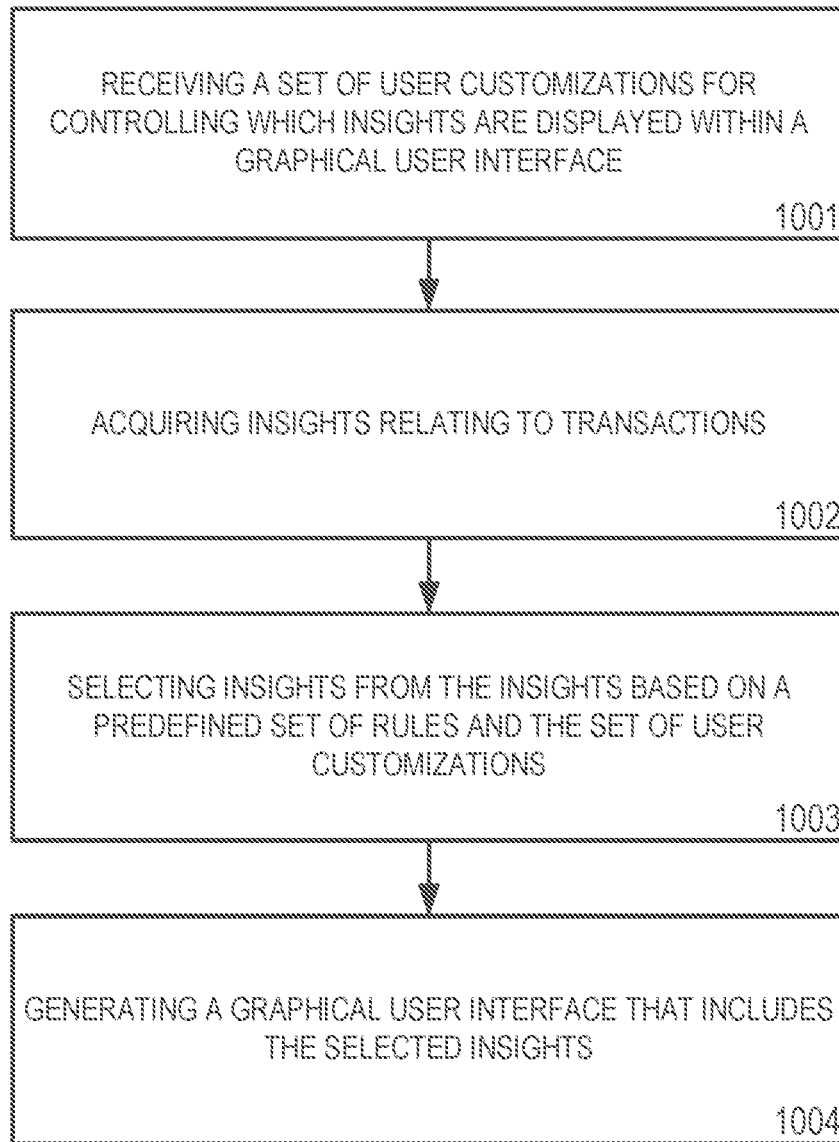 RECEIVING A SET OF USER CUSTOMIZATIONS FOR
CONTROLLING WHICH INSIGHTS ARE DISPLAYED WITHIN A
GRAPHICAL USER INTERFACE
1001
ACQUIRING INSIGHTS RELATING TO TRANSACTIONS
1002
SELECTING INSIGHTS FROM THE INSIGHTS BASED ON A
PREDEFINED SET OF RULES AND THE SET OF USER
CUSTOMIZATIONS
1003
GENERATING A GRAPHICAL USER INTERFACE THAT INCLUDES
THE SELECTED INSIGHTS
1004